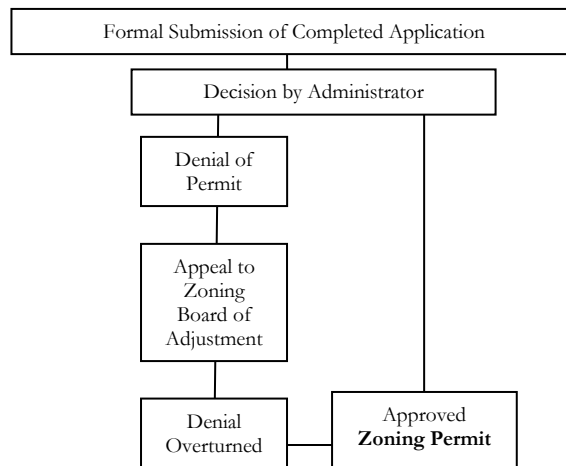 Formal Submission of Completed Application
Decision by Administrator
Denial of
Permit
Appeal to
Zoning
Board of
Adjustment
Denial
Overturned
Approved
Zoning Permit